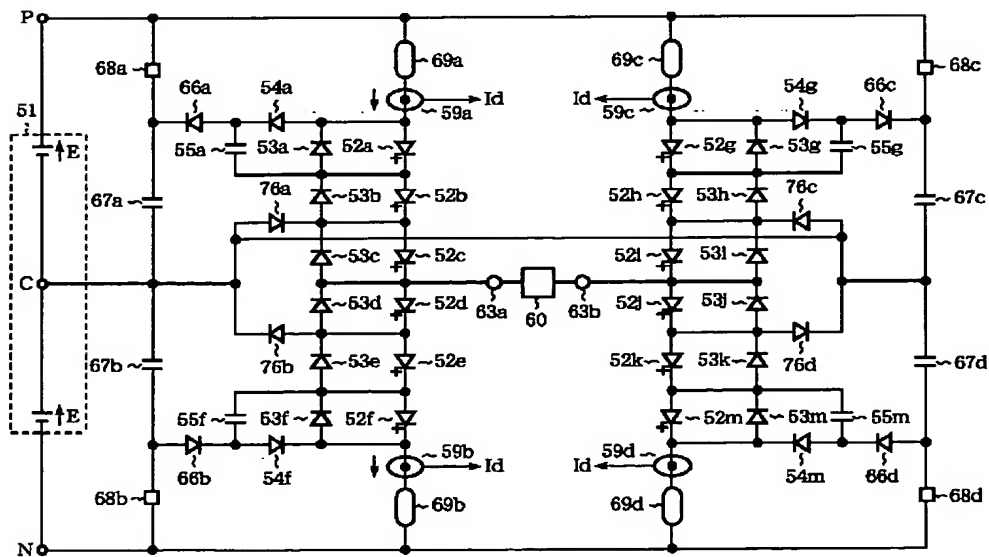 P
68a
69a
69c
68c
66a
54a
54g
66c
51
Id
Id
59a
59c
E
55a
53a
52a
52g
53g
55g
76a
76c
67a
53b
52b
52h
53h
67c
53c
52c
52i
53i
C
53d
52d
63a
60
63b
52j
53j
67b
76b
53e
52e
52k
53k
76d
67d
E
55f
53f
52f
52m
53m
55m
59b
Id
Id
59d
66b
54f
54m
66d
68b
69b
69d
68d
N